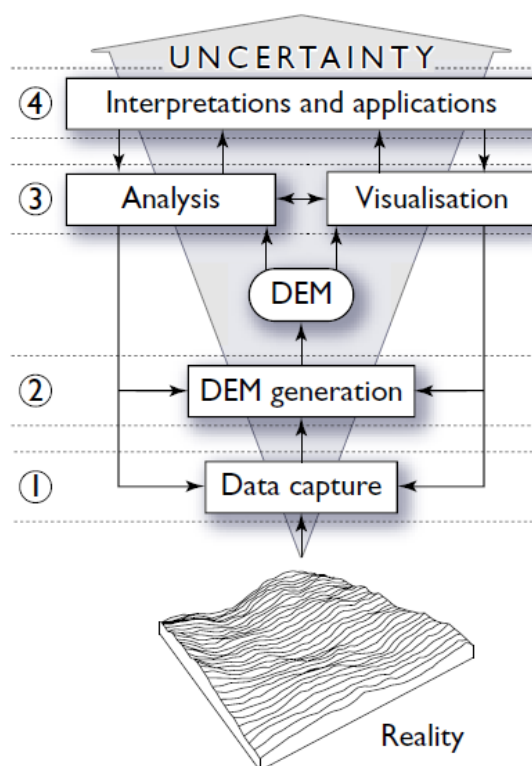 UNCERTAINTY
④ Interpretations and applications
③ Analysis Visualisation
DEM
② DEM generation
① Data capture
Reality